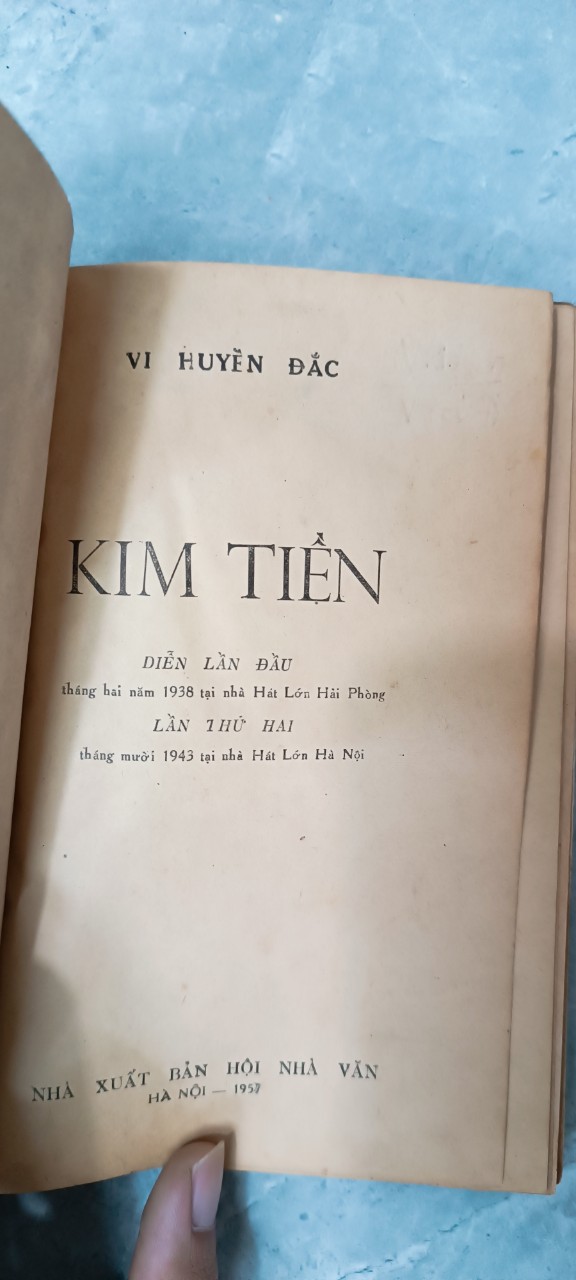 VI HUYỀN ĐẮC
KIM TIỀN
DIỄN LẦN ĐẦU
tháng hai năm 1938 tại nhà Hát Lớn Hải Phòng
LẦN THỨ HAI
tháng mười 1943 tại nhà Hát Lớn Hà Nội
NHÀ XUẤT BẢN HỘI NHÀ VĂN
HÀ NỘI — 1957